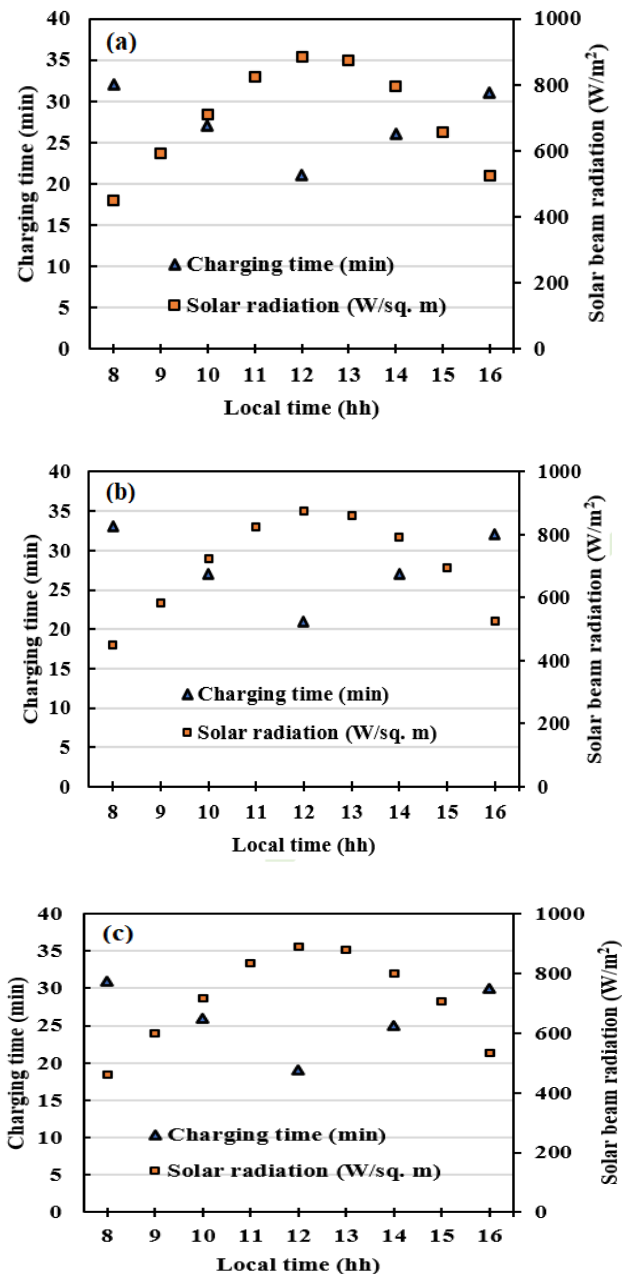 (a)
40
35
30
25
20
15
10
5
0
Charging time (min)
1000
800
600
400
200
0
Solar beam radiation (W/m²)
Charging time (min)
Solar radiation (W/sq. m)
8 9 10 11 12 13 14 15 16
Local time (hh)
(b)
40
35
30
25
20
15
10
5
0
Charging time (min)
1000
800
600
400
200
0
Solar beam radiation (W/m²)
Charging time (min)
Solar radiation (W/sq. m)
8 9 10 11 12 13 14 15 16
Local time (hh)
(c)
40
35
30
25
20
15
10
5
0
Charging time (min)
1000
800
600
400
200
0
Solar beam radiation (W/m²)
Charging time (min)
Solar radiation (W/sq. m)
8 9 10 11 12 13 14 15 16
Local time (hh)